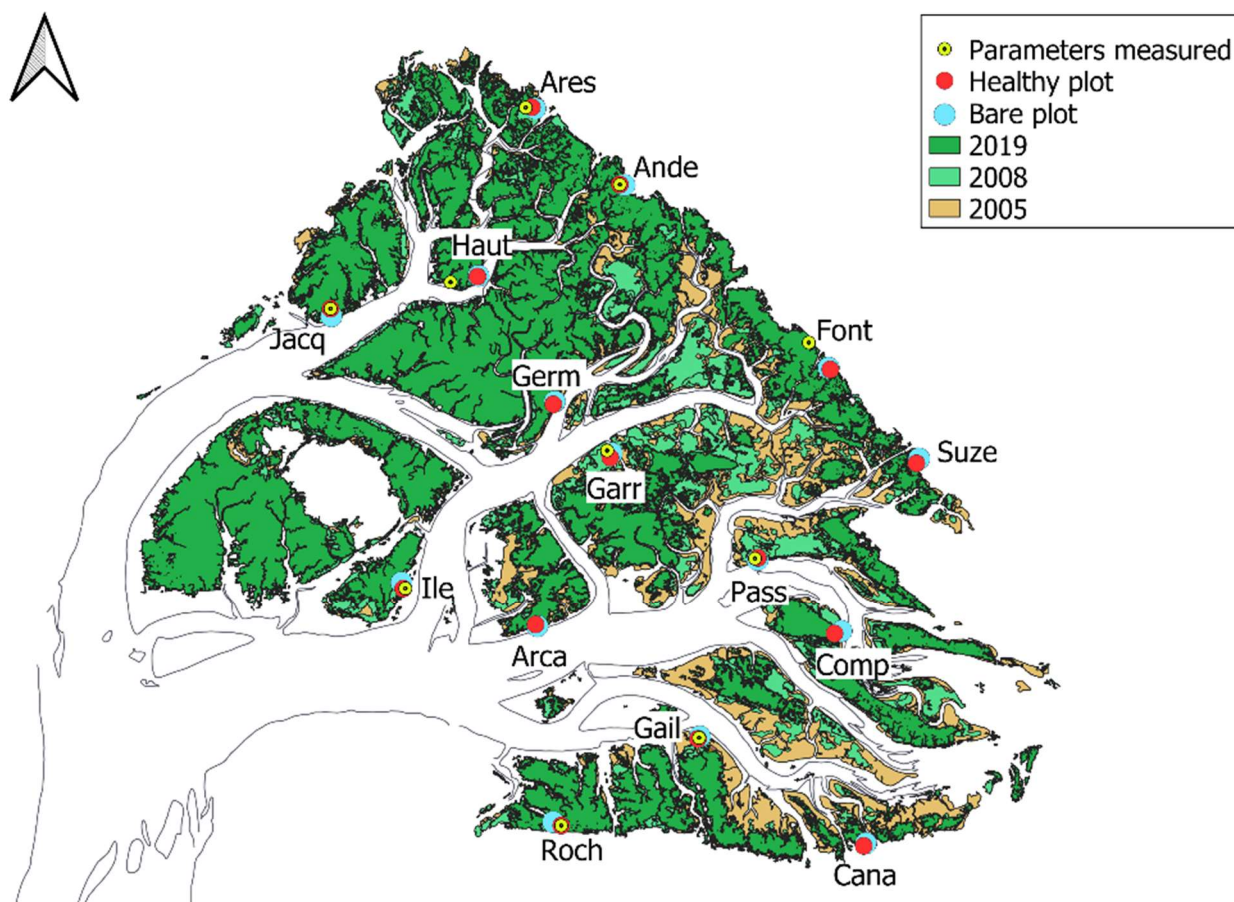 Parameters measured
Healthy plot
Bare plot
2019
2008
2005
Ares
Ande
Haut
Jacq
Font
Germ
Suze
Garr
Pass
Ile
Arca
Comp
Gail
Roch
Cana